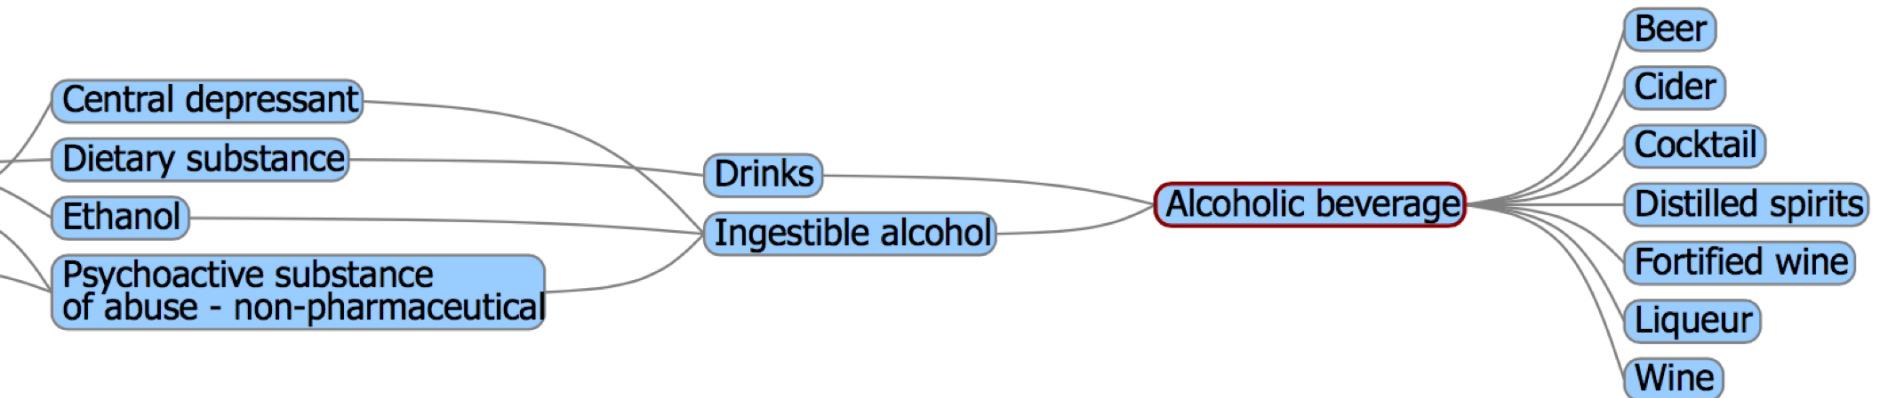 Central depressant
Dietary substance
Ethanol
Psychoactive substance
of abuse - non-pharmaceutical
Drinks
Ingestible alcohol
Alcoholic beverage
Beer
Cider
Cocktail
Distilled spirits
Fortified wine
Liqueur
Wine